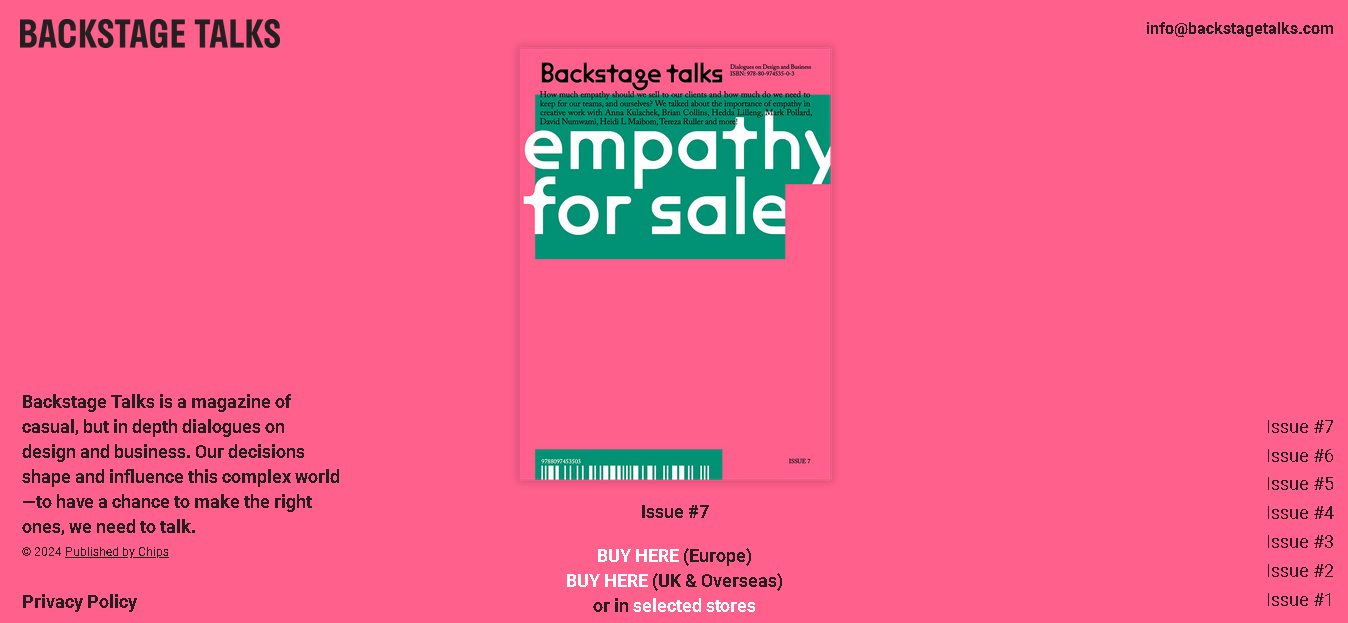 BACKSTAGE TALKS
info@backstagetalks.com
Backstage talks
Dialogues on Design and Business
ISBN: 978-80-974535-0-3
How much empathy should we sell to our clients and how much do we need to
keep for our teams, and ourselves? We talked about the importance of empathy in
creative work with Anna Kulachek, Brian Collins, Hedda Lilleng, Mark Pollard,
David Numwami, Heidi L Maibom, Tereza Ruller and more!
empathy
for sale
9788097453503
ISSUE 7
Backstage Talks is a magazine of
casual, but in depth dialogues on
design and business. Our decisions
shape and influence this complex world
—to have a chance to make the right
ones, we need to talk.
© 2024 Published by Chips
Privacy Policy
Issue #7
BUY HERE (Europe)
BUY HERE (UK & Overseas)
or in selected stores
Issue #7
Issue #6
Issue #5
Issue #4
Issue #3
Issue #2
Issue #1